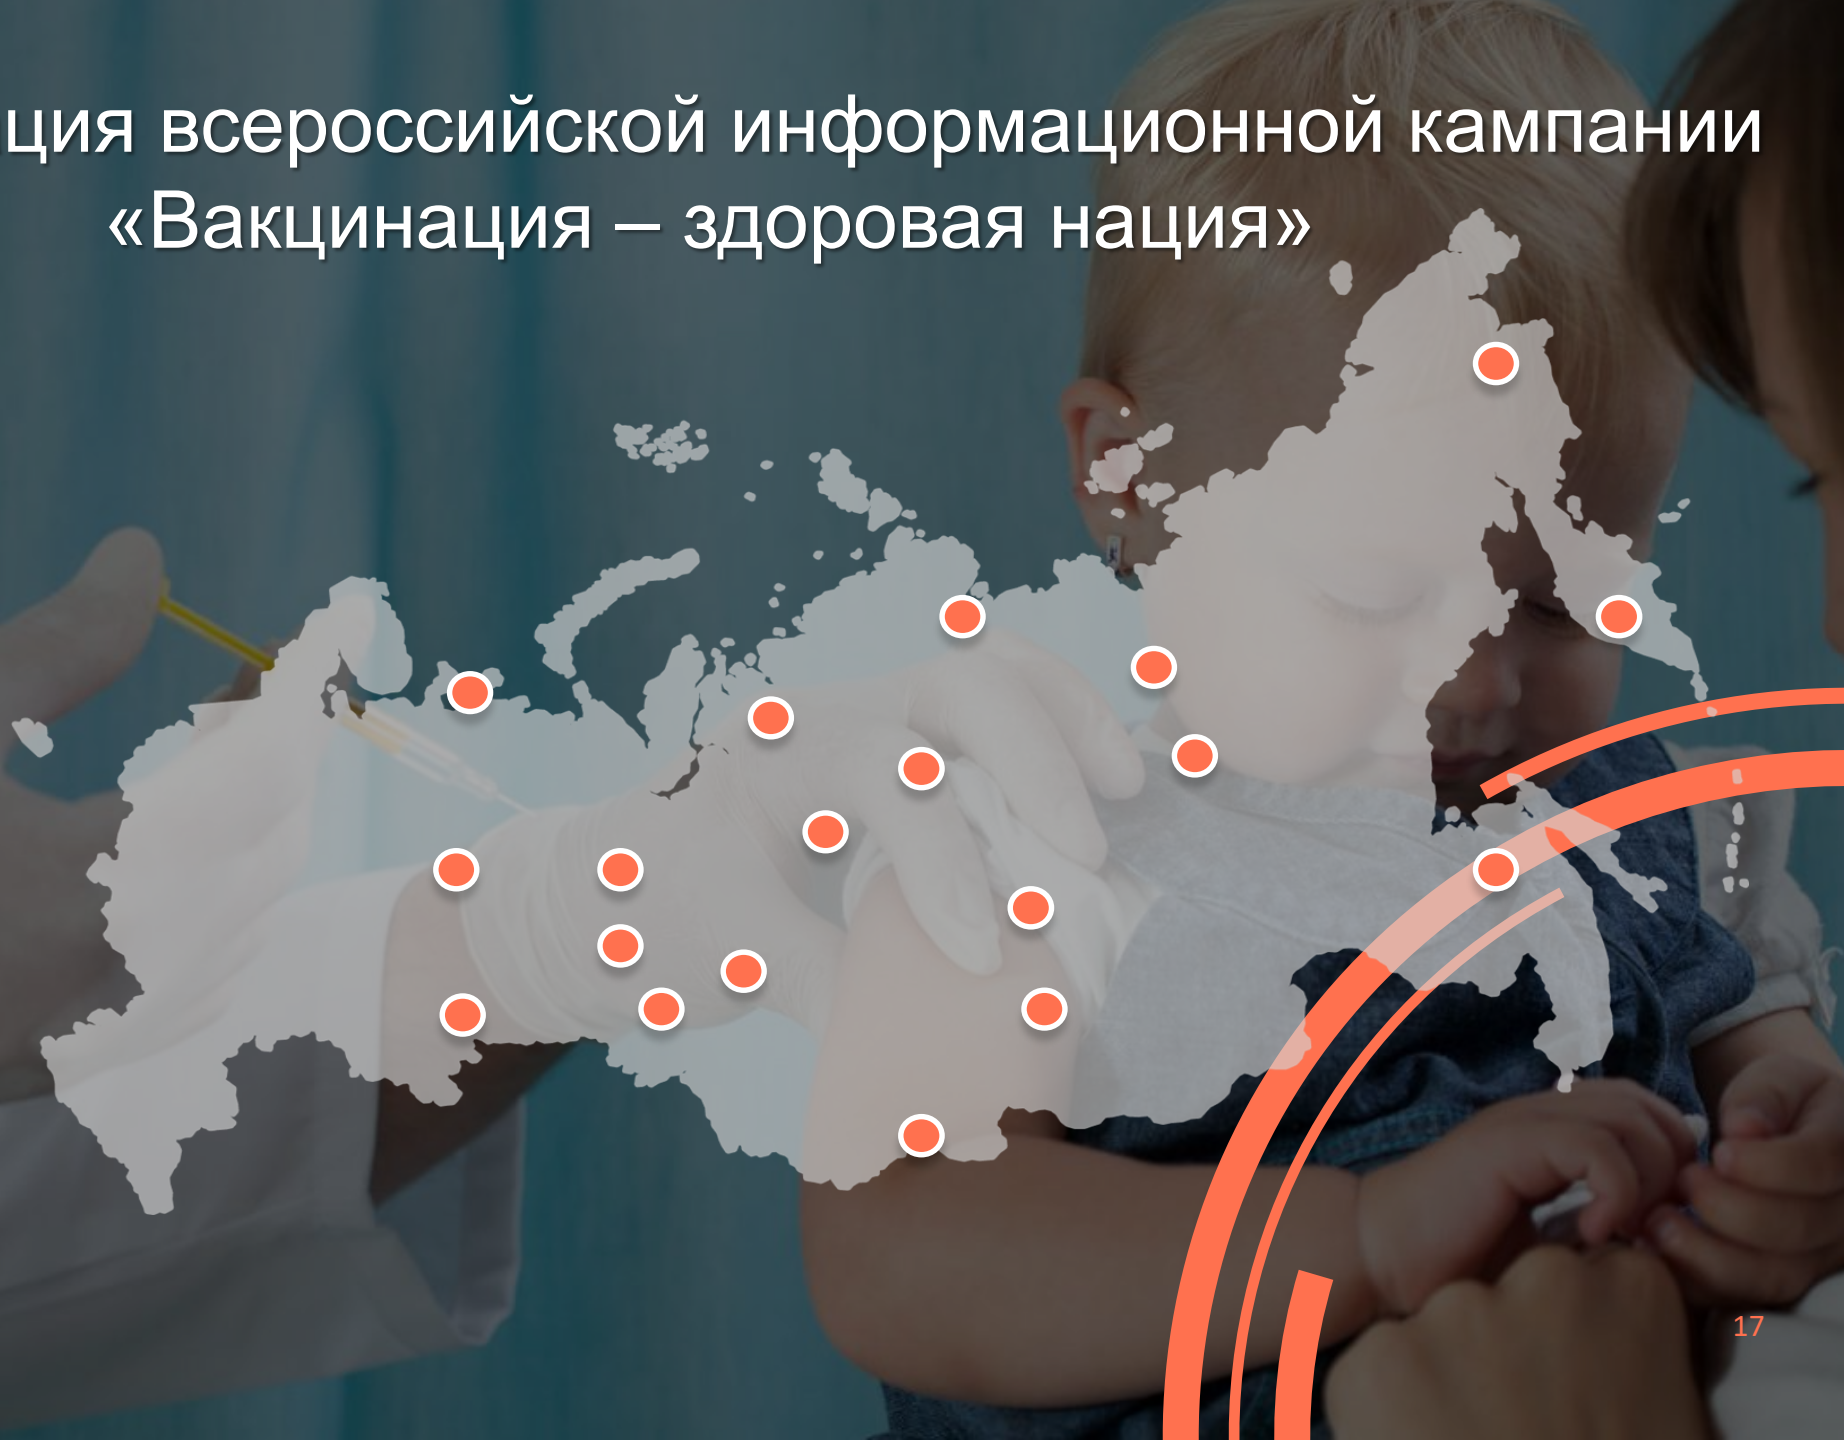 ция всероссийской информационной кампании
«Вакцинация – здоровая нация»
17